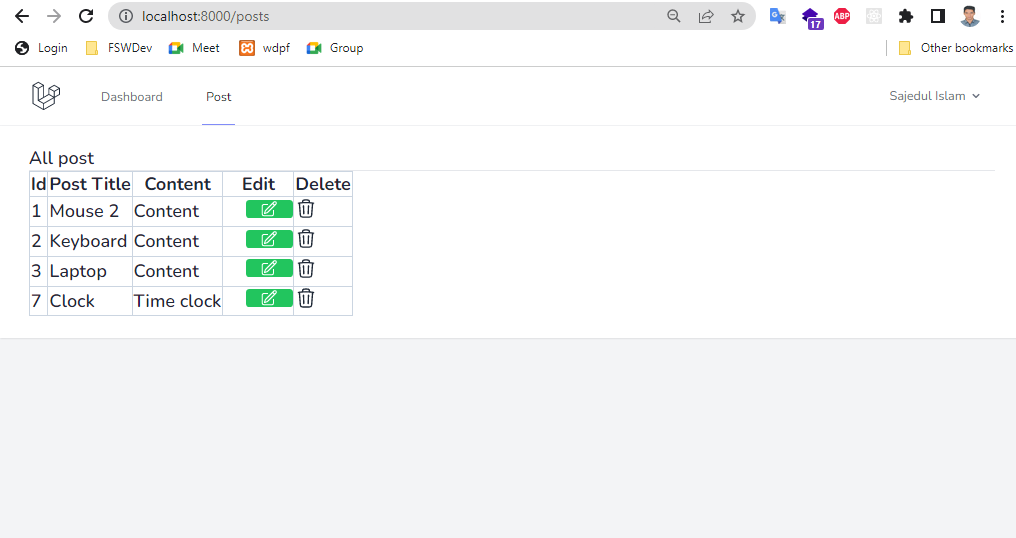 localhost:8000/posts
17
ABP
Login FSWDev Meet wdpf Group Other bookmarks
Dashboard Post Sajedul Islam
All post
Id Post Title Content Edit Delete
1 Mouse 2 Content
2 Keyboard Content
3 Laptop Content
7 Clock Time clock